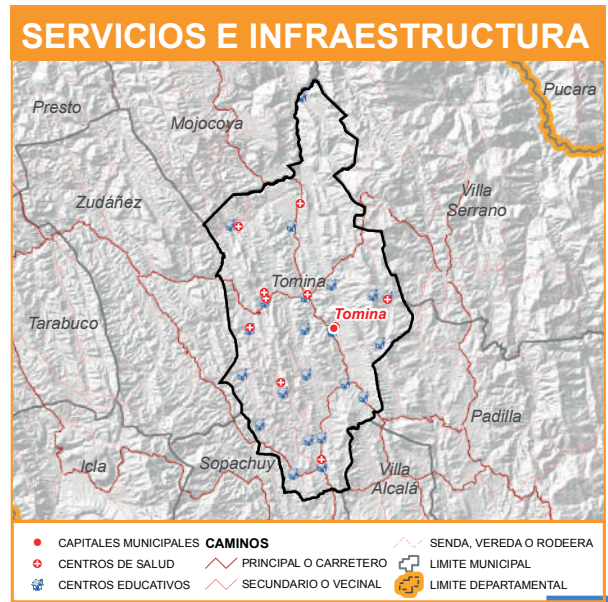 SERVICIOS E INFRAESTRUCTURA
Presto
Mojocoya
Pucara
Zudáñez
Villa
Serrano
Tomina
Tomina
Tarabuco
Padilla
Icla
Sopachuy
Villa
Alcalá
CAPITALES MUNICIPALES
CENTROS DE SALUD
CENTROS EDUCATIVOS
CAMINOS
PRINCIPAL O CARRETERO
SECUNDARIO O VECINAL
SENDA, VEREDA O RODEERA
LIMITE MUNICIPAL
LIMITE DEPARTAMENTAL